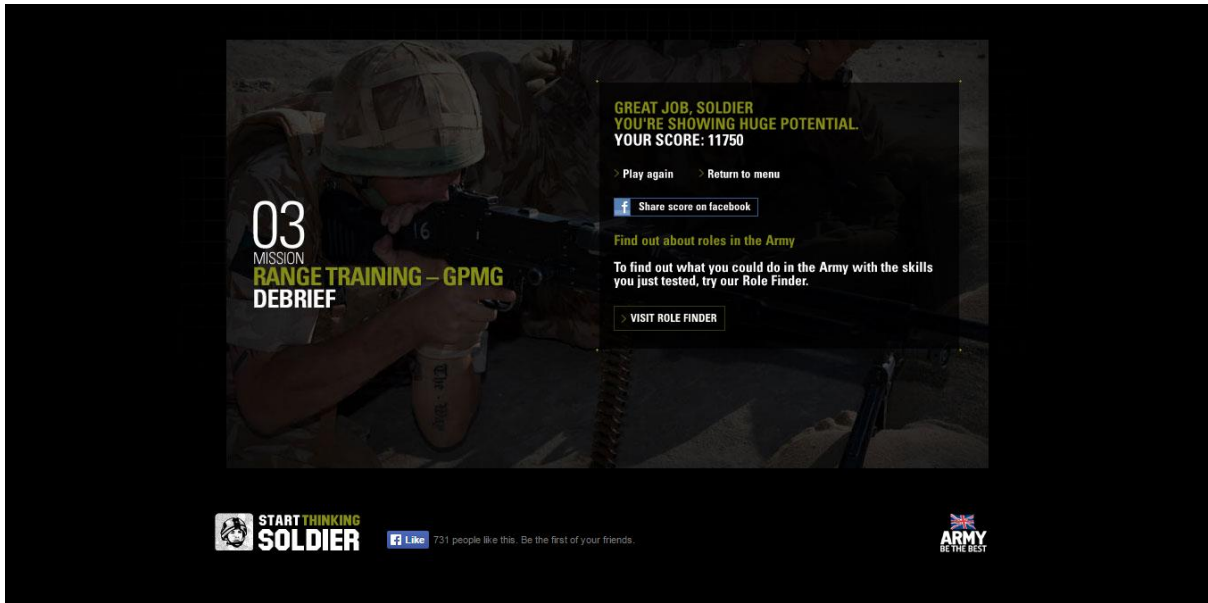 03
MISSION
RANGE TRAINING – GPMG
DEBRIEF
GREAT JOB, SOLDIER
YOU'RE SHOWING HUGE POTENTIAL.
YOUR SCORE: 11750
> Play again > Return to menu
f Share score on facebook
Find out about roles in the Army
To find out what you could do in the Army with the skills
you just tested, try our Role Finder.
> VISIT ROLE FINDER
16
START THINKING
SOLDIER
f Like 731 people like this. Be the first of your friends.
ARMY
BE THE BEST